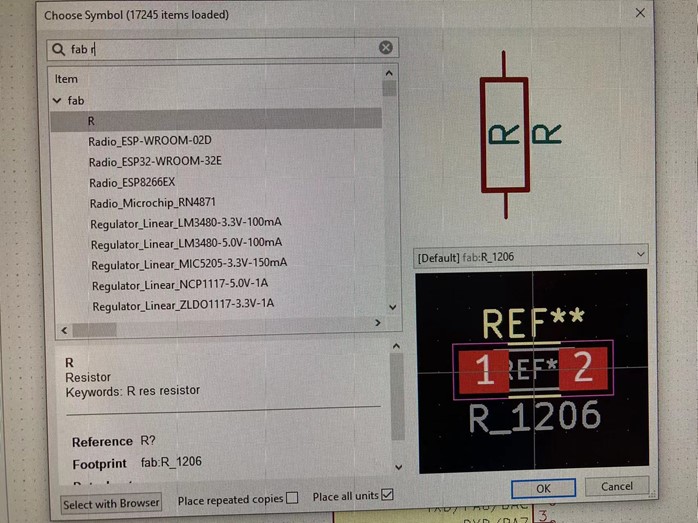 Choose Symbol (17245 items loaded)
fab r
Item
fab
R
Radio_ESP-WROOM-02D
Radio_ESP32-WROOM-32E
Radio_ESP8266EX
Radio_Microchip_RN4871
Regulator_Linear_LM3480-3.3V-100mA
Regulator_Linear_LM3480-5.0V-100mA
Regulator_Linear_MIC5205-3.3V-150mA
Regulator_Linear_NCP1117-5.0V-1A
Regulator_Linear_ZLDO1117-3.3V-1A
R
Resistor
Keywords: R res resistor
Reference R?
Footprint fab:R_1206
Select with Browser
Place repeated copies
Place all units
R R
[Default] fab:R_1206
REF**
1 REF* 2
R_1206
OK
Cancel
3